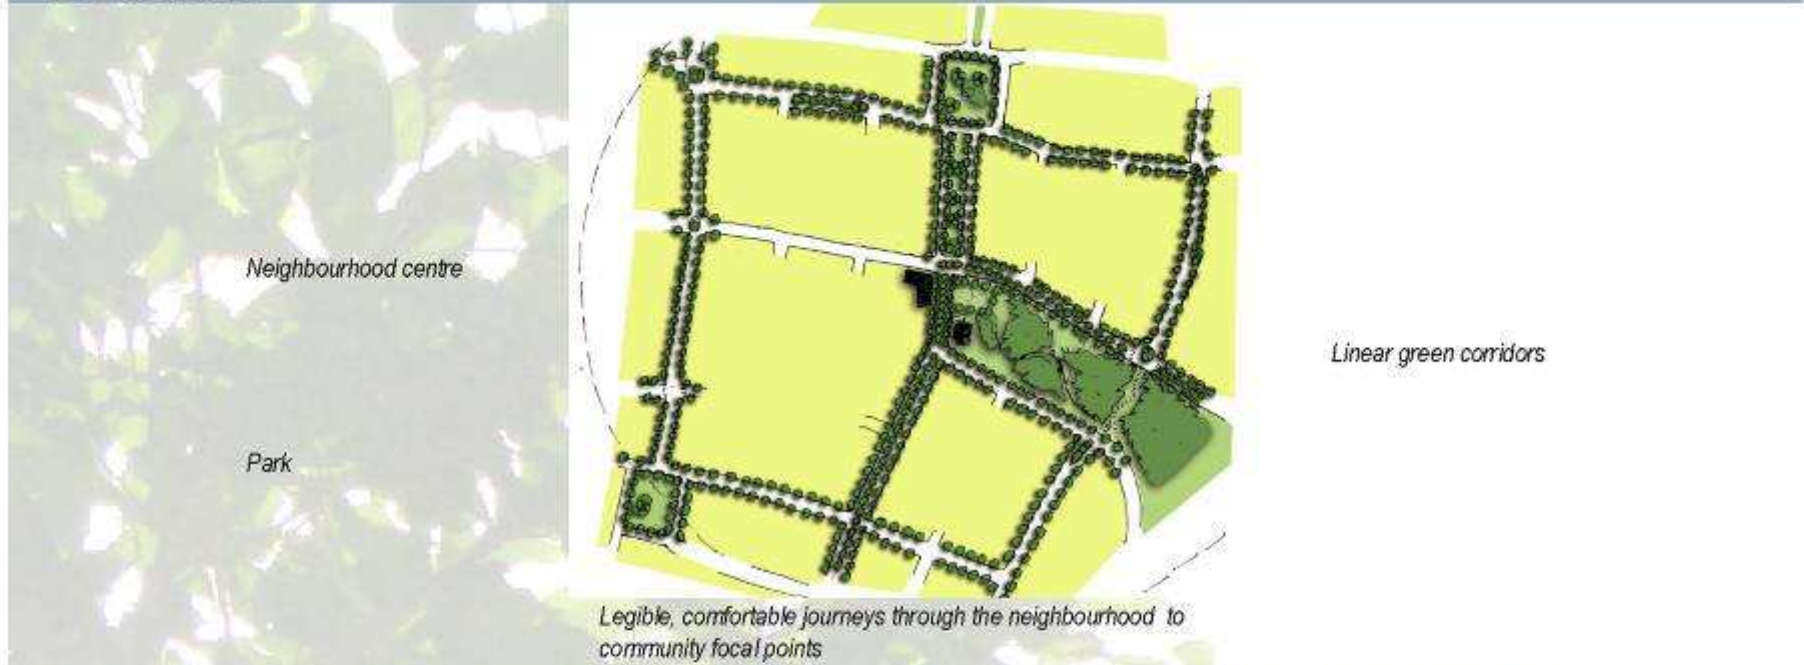 Neighbourhood centre
Linear green corridors
Park
Legible, comfortable journeys through the neighbourhood to
community focal points